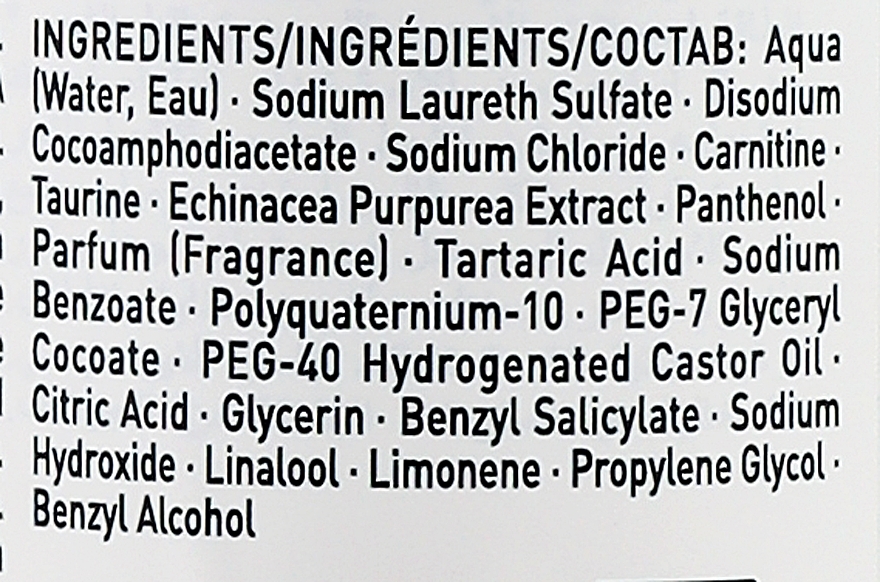 INGREDIENTS/INGRÉDIENTS/СОСТАВ: Aqua
(Water, Eau) · Sodium Laureth Sulfate · Disodium
Cocoamphodiacetate · Sodium Chloride · Carnitine ·
Taurine · Echinacea Purpurea Extract · Panthenol ·
Parfum (Fragrance) · Tartaric Acid · Sodium
Benzoate · Polyquaternium-10 · PEG-7 Glyceryl
Cocoate · PEG-40 Hydrogenated Castor Oil ·
Citric Acid · Glycerin · Benzyl Salicylate · Sodium
Hydroxide · Linalool · Limonene · Propylene Glycol ·
Benzyl Alcohol